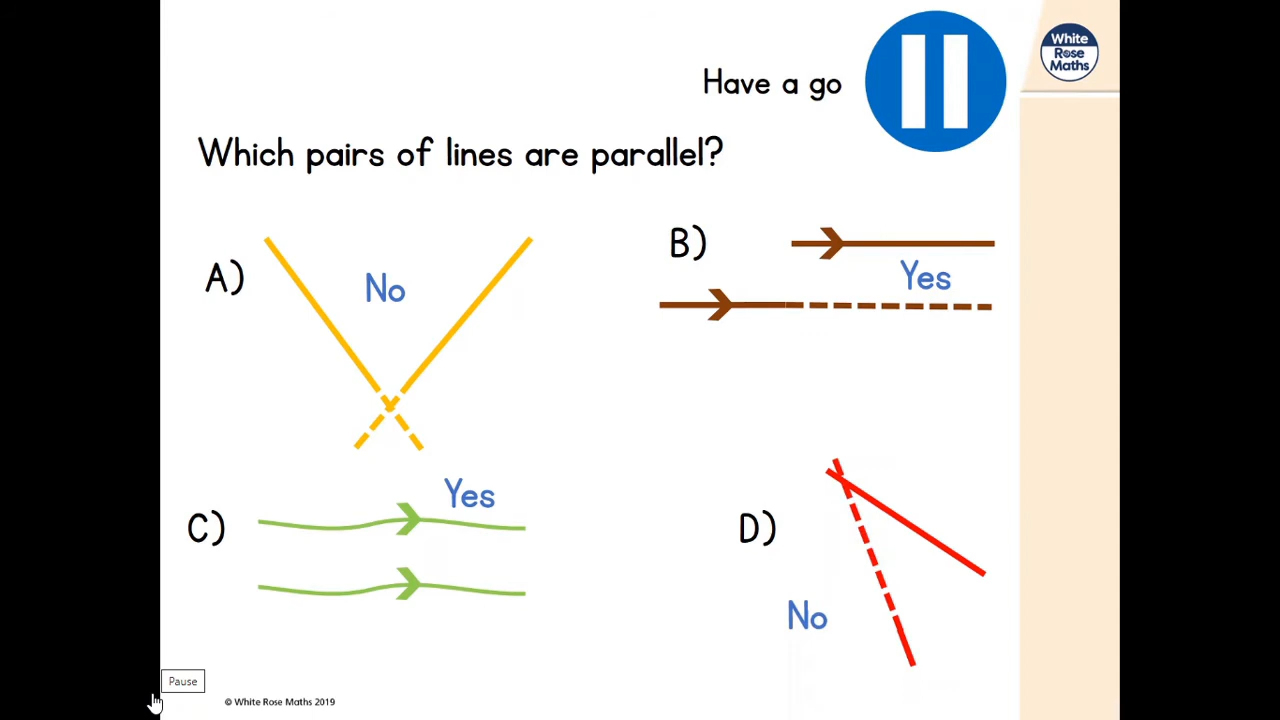 Have a go
White
Rose
Maths
Which pairs of lines are parallel?
A)
No
B)
Yes
C)
Yes
D)
No
Pause
© White Rose Maths 2019